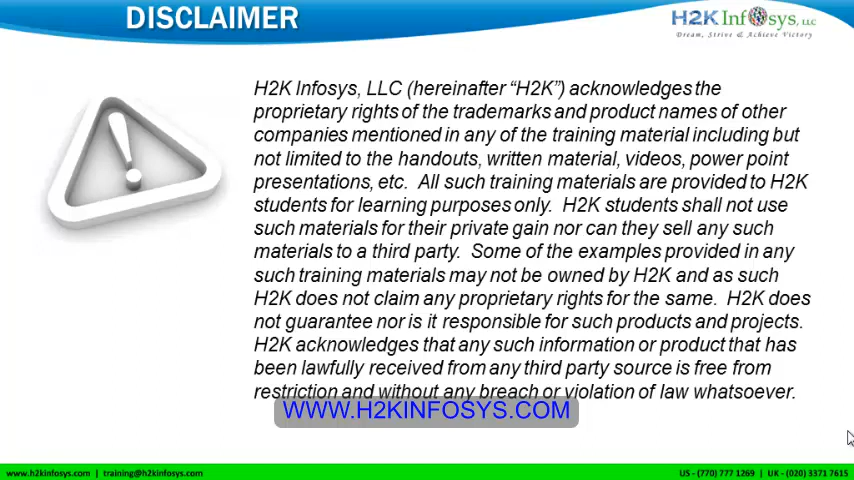 DISCLAIMER
H2K Infosys, LLC
Dream, Strive & Achieve Victory
H2K Infosys, LLC (hereinafter “H2K”) acknowledges the
proprietary rights of the trademarks and product names of other
companies mentioned in any of the training material including but
not limited to the handouts, written material, videos, power point
presentations, etc. All such training materials are provided to H2K
students for learning purposes only. H2K students shall not use
such materials for their private gain nor can they sell any such
materials to a third party. Some of the examples provided in any
such training materials may not be owned by H2K and as such
H2K does not claim any proprietary rights for the same. H2K does
not guarantee nor is it responsible for such products and projects.
H2K acknowledges that any such information or product that has
been lawfully received from any third party source is free from
restriction and without any breach or violation of law whatsoever.
WWW.H2KINFOSYS.COM
www.h2kinfosys.com | training@h2kinfosys.com
US - (770) 777 1269 | UK - (020) 3371 7615